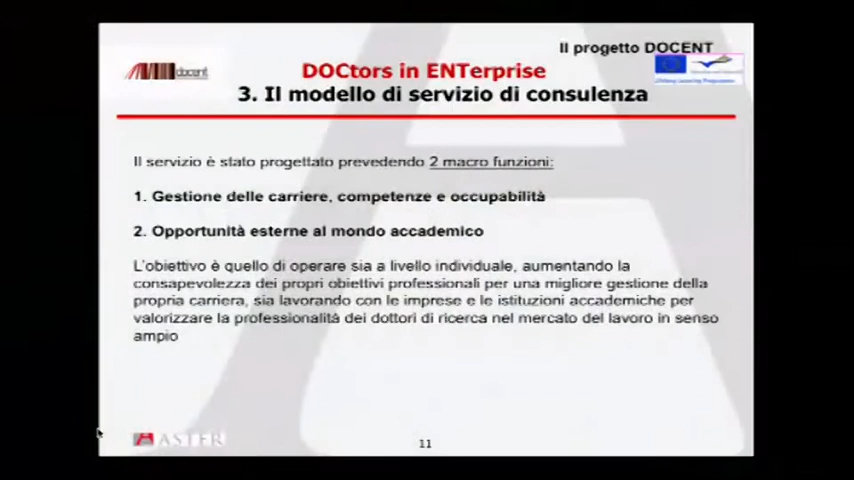 Il progetto DOCENT
docent
DOCtors in ENTerprise
3. Il modello di servizio di consulenza
Il servizio è stato progettato prevedendo 2 macro funzioni:
1. Gestione delle carriere, competenze e occupabilità
2. Opportunità esterne al mondo accademico
L'obiettivo è quello di operare sia a livello individuale, aumentando la
consapevolezza dei propri obiettivi professionali per una migliore gestione della
propria carriera, sia lavorando con le imprese e le istituzioni accademiche per
valorizzare la professionalità dei dottori di ricerca nel mercato del lavoro in senso
ampio
ASTER
11